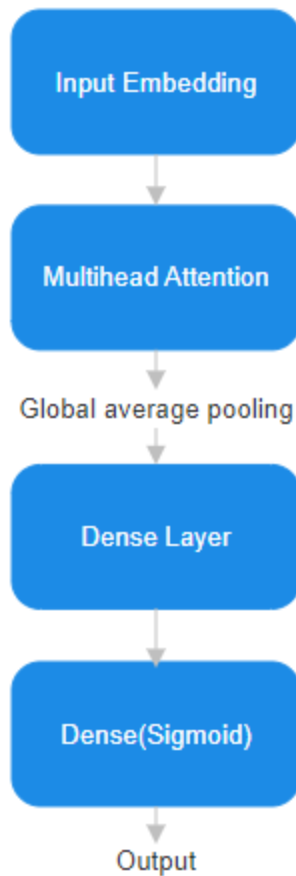 Input Embedding
Multihead Attention
Global average pooling
Dense Layer
Dense(Sigmoid)
Output